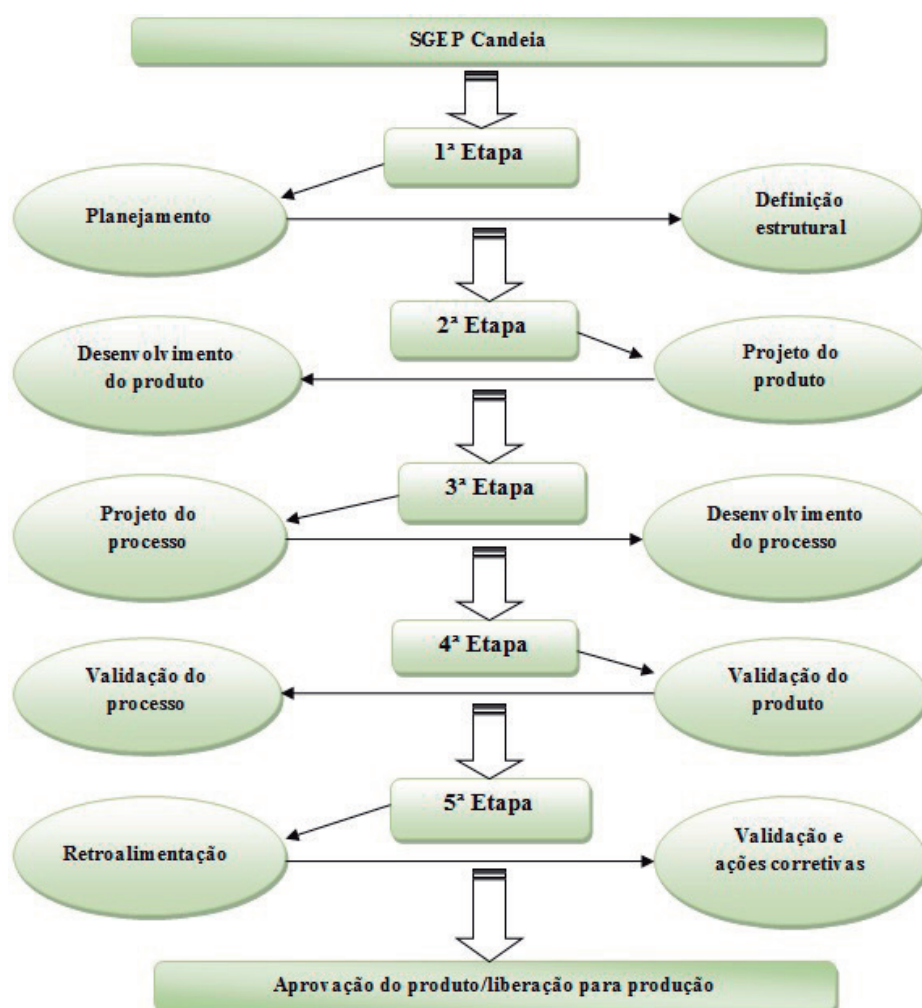 SGEP Candeia
1ª Etapa
Planejamento
Definição
estrutural
2ª Etapa
Projeto do
produto
Desenvolvimento
do produto
3ª Etapa
Projeto do
processo
Desenvolvimento
do processo
4ª Etapa
Validação do
produto
Validação do
processo
5ª Etapa
Retroalimentação
Validação e
ações corretivas
Aprovação do produto/liberação para produção